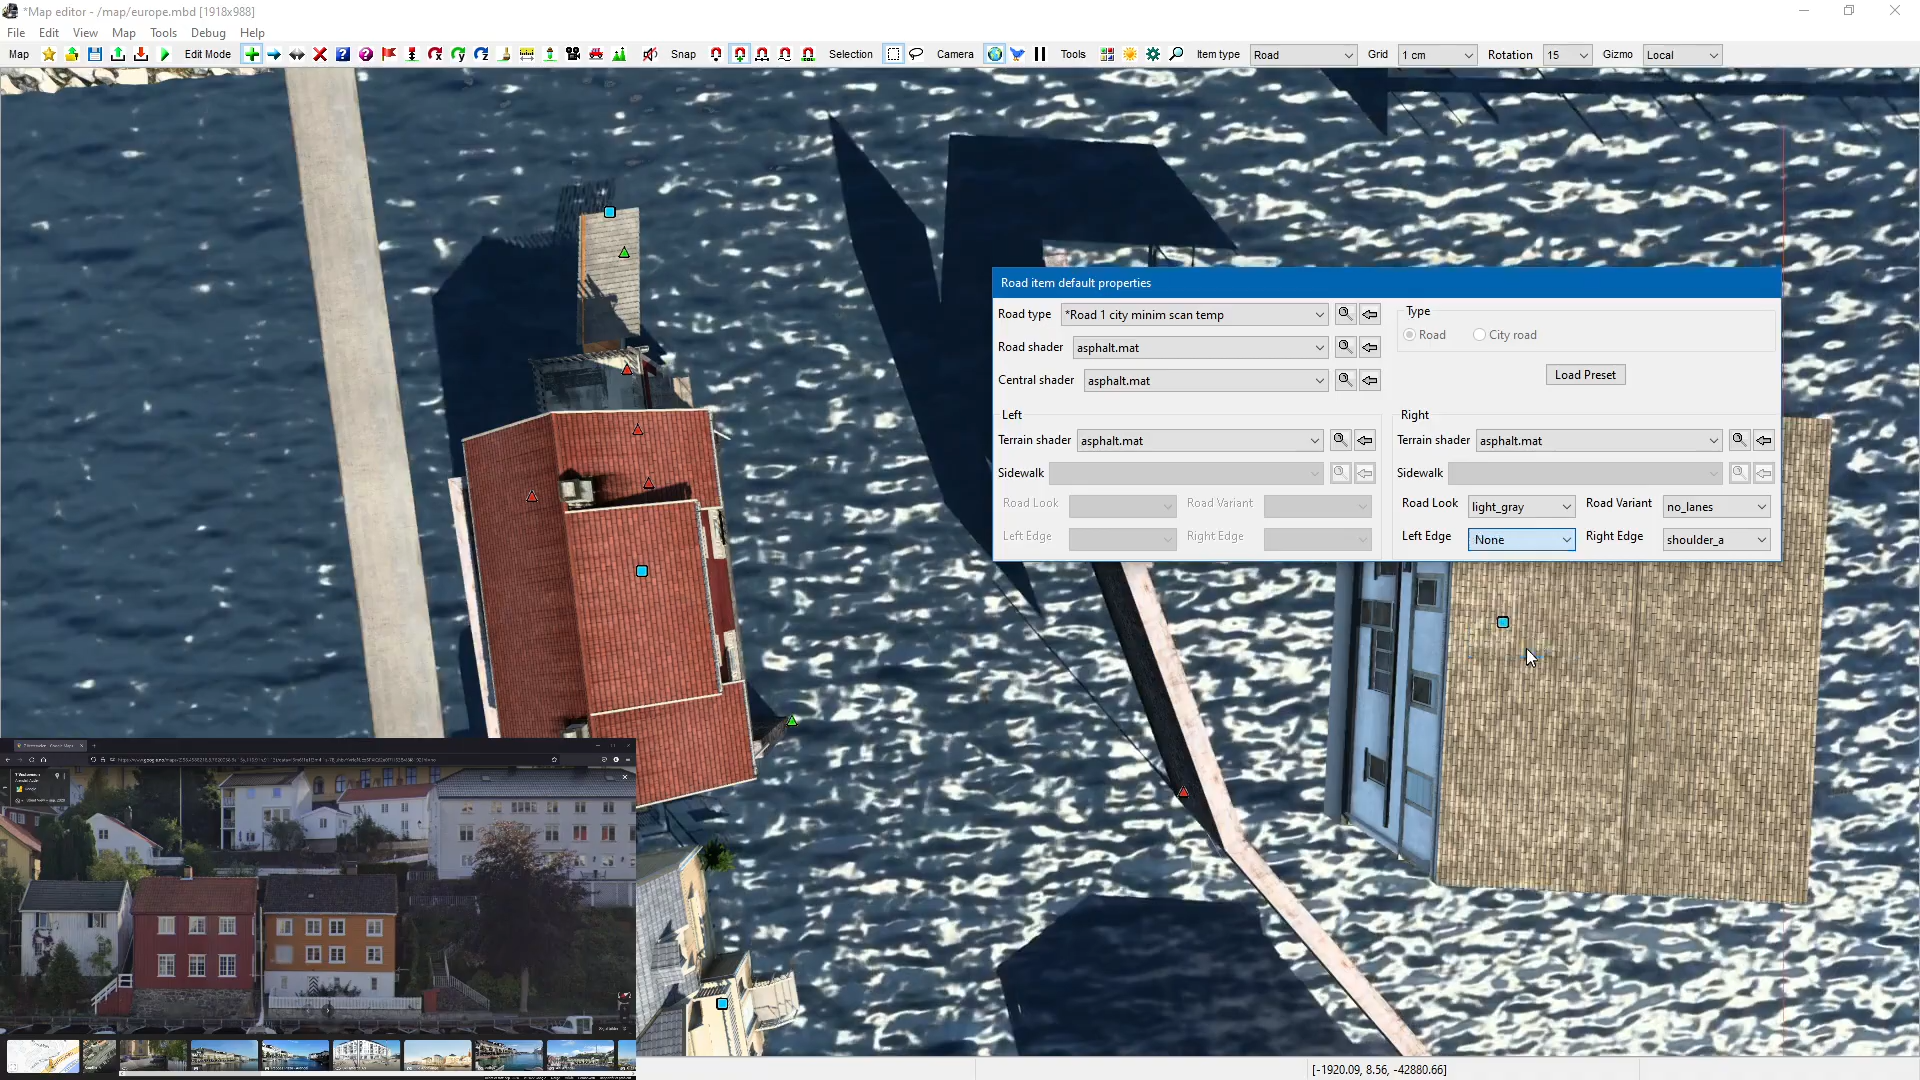 *Map editor - /map/europe.mbd [1918x988]
File Edit View Map Tools Debug Help
Map Edit Mode Snap Selection Camera Tools Item type Road Grid 1 cm Rotation 15 Gizmo Local
Road item default properties
Road type *Road 1 city minim scan temp
Type
Road City road
Road shader asphalt.mat
Central shader asphalt.mat
Load Preset
Left
Right
Terrain shader asphalt.mat
Terrain shader asphalt.mat
Sidewalk
Sidewalk
Road Look Road Variant
Road Look light_gray Road Variant no_lanes
Left Edge Right Edge
Left Edge None Right Edge shoulder_a
[-1920.09, 8.56, -42880.66]